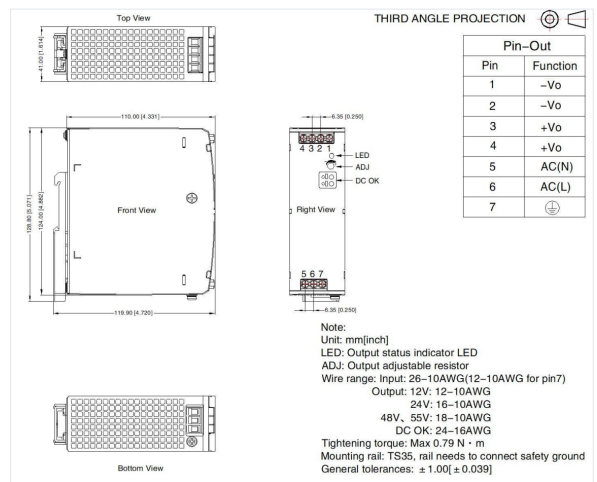 Top View
THIRD ANGLE PROJECTION
41.00 [1.614]
Pin-Out
Pin Function
1 -Vo
2 -Vo
3 +Vo
4 +Vo
5 AC(N)
6 AC(L)
7
110.00 [4.331]
6.35 [0.250]
4 3 2 1
LED
ADJ
DC OK
128.80 [5.071]
124.00 [4.882]
Front View
Right View
5 6 7
6.35 [0.250]
119.90 [4.720]
Note:
Unit: mm[inch]
LED: Output status indicator LED
ADJ: Output adjustable resistor
Wire range: Input: 26-10AWG(12-10AWG for pin7)
Output: 12V: 12-10AWG
24V: 16-10AWG
48V、55V: 18-10AWG
DC OK: 24-16AWG
Tightening torque: Max 0.79 N·m
Mounting rail: TS35, rail needs to connect safety ground
General tolerances: ±1.00[±0.039]
Bottom View